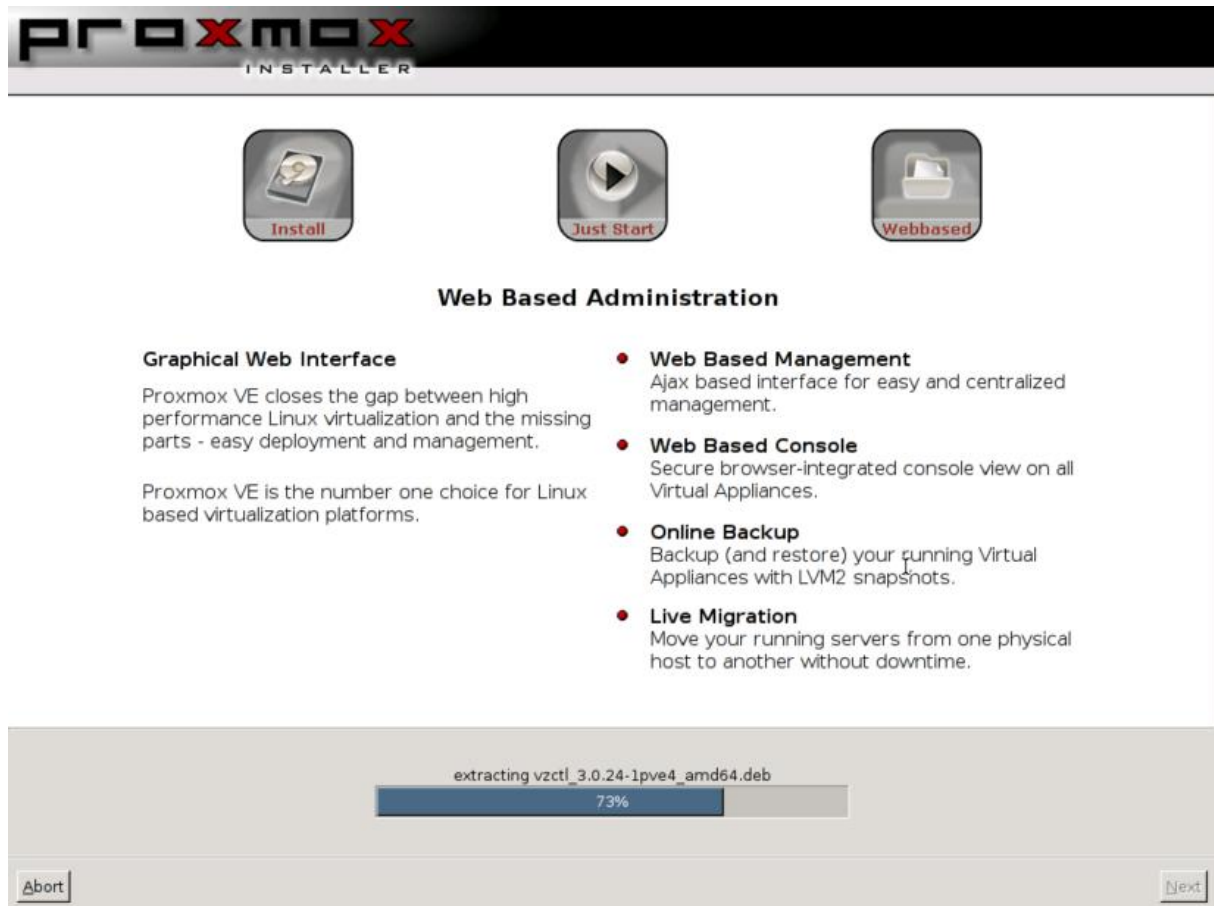 proxmox
INSTALLER
Install
Just Start
Webbased
Web Based Administration
Graphical Web Interface
Proxmox VE closes the gap between high
performance Linux virtualization and the missing
parts - easy deployment and management.
Proxmox VE is the number one choice for Linux
based virtualization platforms.
Web Based Management
Ajax based interface for easy and centralized
management.
Web Based Console
Secure browser-integrated console view on all
Virtual Appliances.
Online Backup
Backup (and restore) your running Virtual
Appliances with LVM2 snapshots.
Live Migration
Move your running servers from one physical
host to another without downtime.
extracting vzctl_3.0.24-1pve4_amd64.deb
73%
Abort
Next